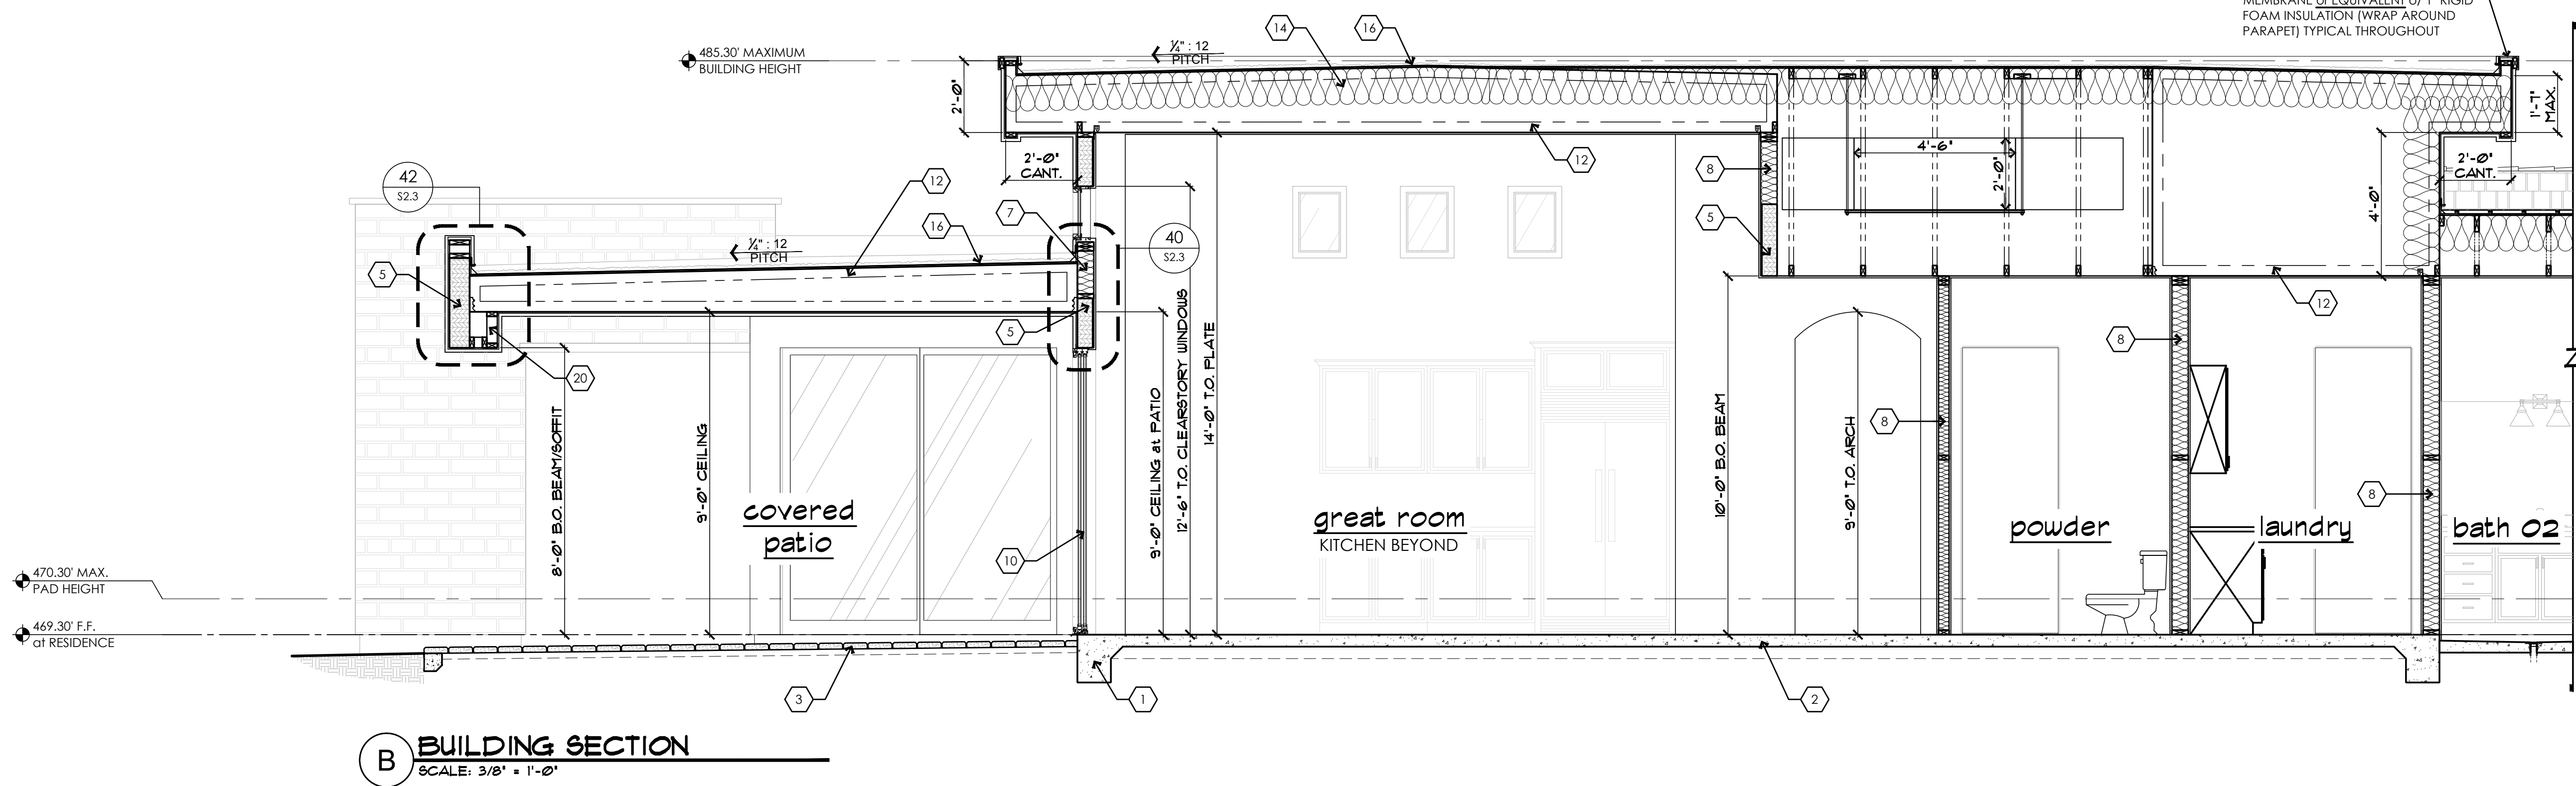 MEMBRANE or EQUIVALENT O/ 1" RIGID
FOAM INSULATION (WRAP AROUND
PARAPET) TYPICAL THROUGHOUT
485.30' MAXIMUM
BUILDING HEIGHT
1/4" : 12
PITCH
14
16
2'-0"
2'-0"
CANT.
12
8
5
4'-6"
2'-0"
1'-7"
MAX.
2'-0"
CANT.
4'-0"
12
42
S2.3
12
16
7
40
S2.3
1/4" : 12
PITCH
5
5
20
8'-0" B.O. BEAM/SOFFIT
9'-0" CEILING
9'-0" CEILING at PATIO
12'-6" T.O. CLEARSTORY WINDOWS
14'-0" T.O. PLATE
10'-0" B.O. BEAM
9'-0" T.O. ARCH
8
8
8
covered
patio
10
great room
KITCHEN BEYOND
powder
laundry
bath 02
470.30' MAX.
PAD HEIGHT
469.30' F.F.
at RESIDENCE
3
1
2
B
BUILDING SECTION
SCALE: 3/8" = 1'-0"